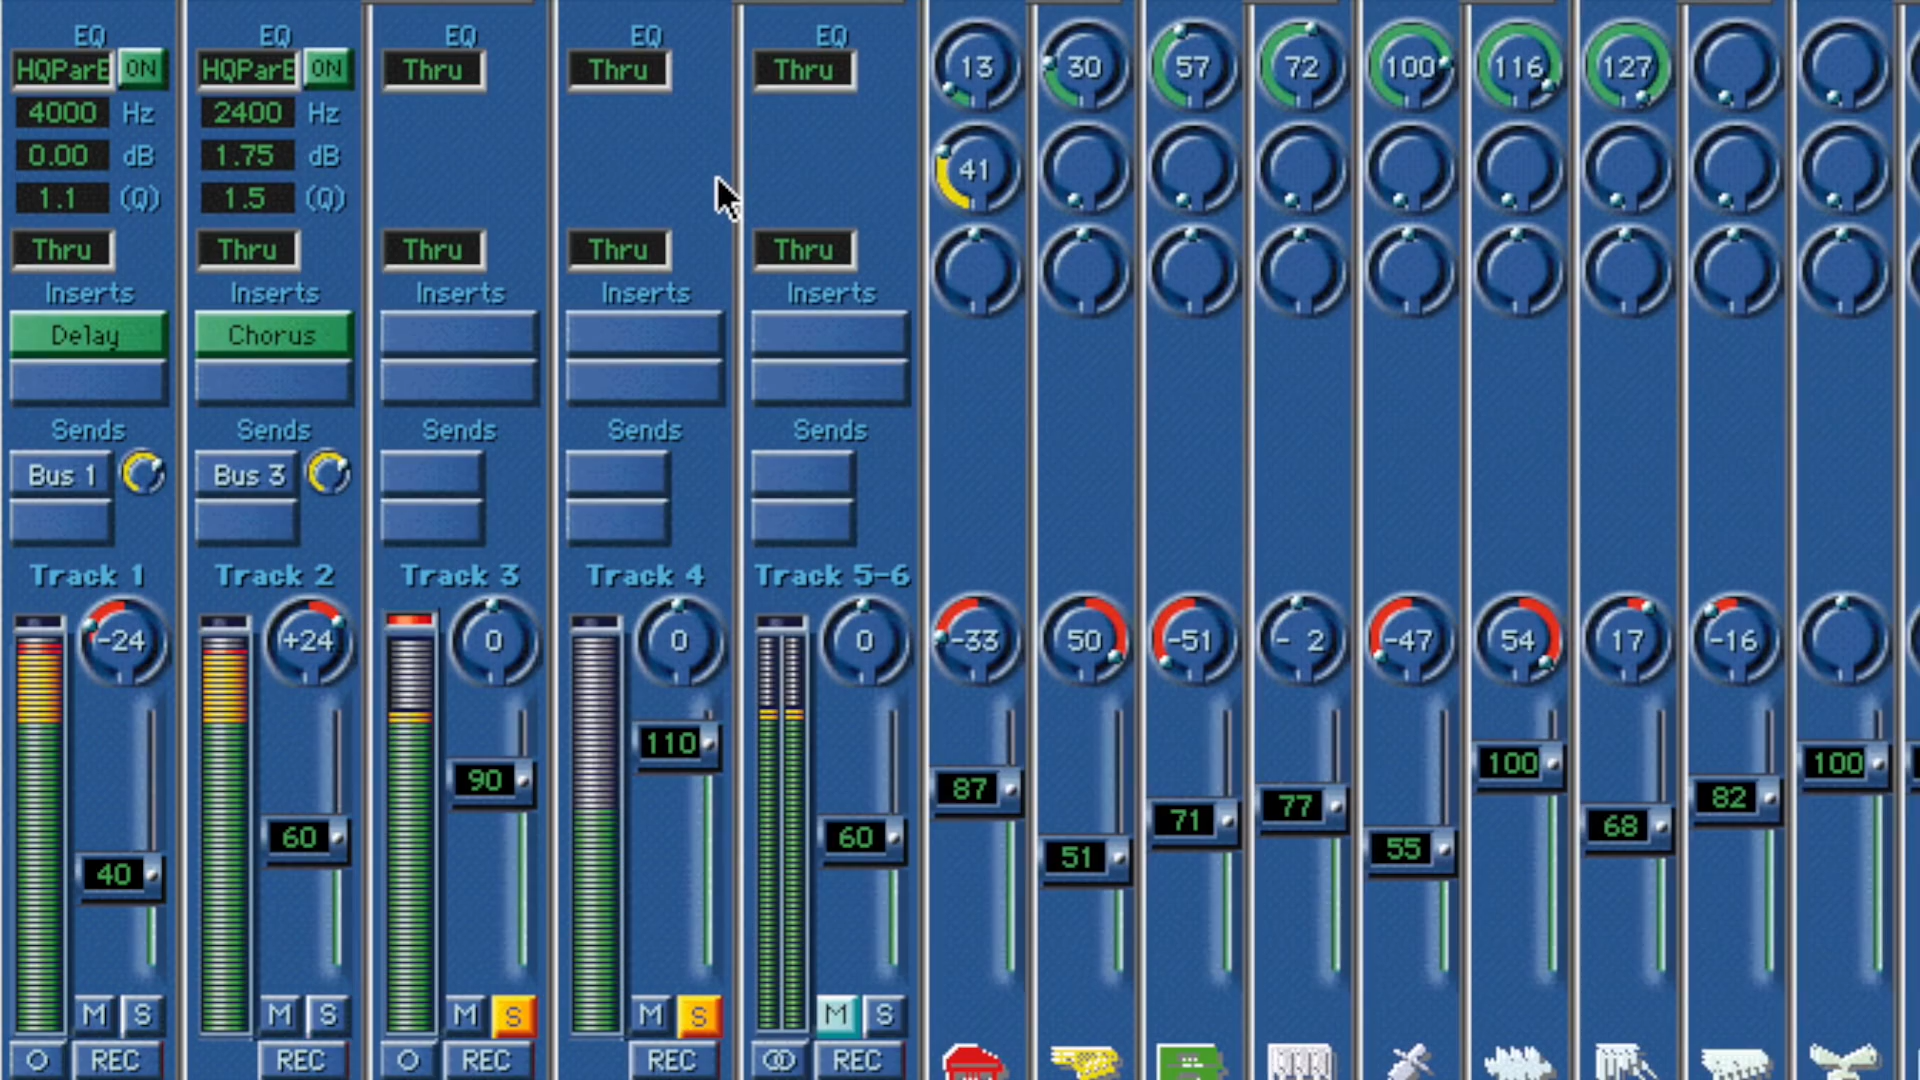 EQ EQ EQ EQ EQ
HQParE ON HQParE ON Thru Thru Thru 13 30 57 72 100 116 127
4000 Hz 2400 Hz
0.00 dB 1.75 dB 41
1.1 (Q) 1.5 (Q)
Thru Thru Thru Thru Thru
Inserts Inserts Inserts Inserts Inserts
Delay Chorus
Sends Sends Sends Sends Sends
Bus 1 Bus 3
Track 1 Track 2 Track 3 Track 4 Track 5-6
-24 +24 0 0 0 -33 50 -51 - 2 -47 54 17 -16
110
90 87 100 100
60 60 71 77 68 82
40 51 55
M S M S M S M S M S
REC REC REC REC REC